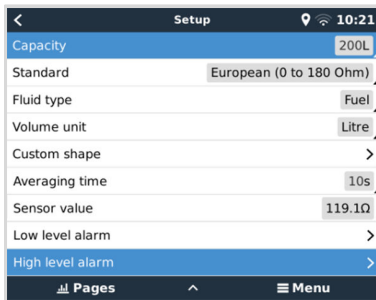 Setup 10:21
Capacity 200L
Standard European (0 to 180 Ohm)
Fluid type Fuel
Volume unit Litre
Custom shape
Averaging time 10s
Sensor value 119.1Ω
Low level alarm
High level alarm
Pages Menu